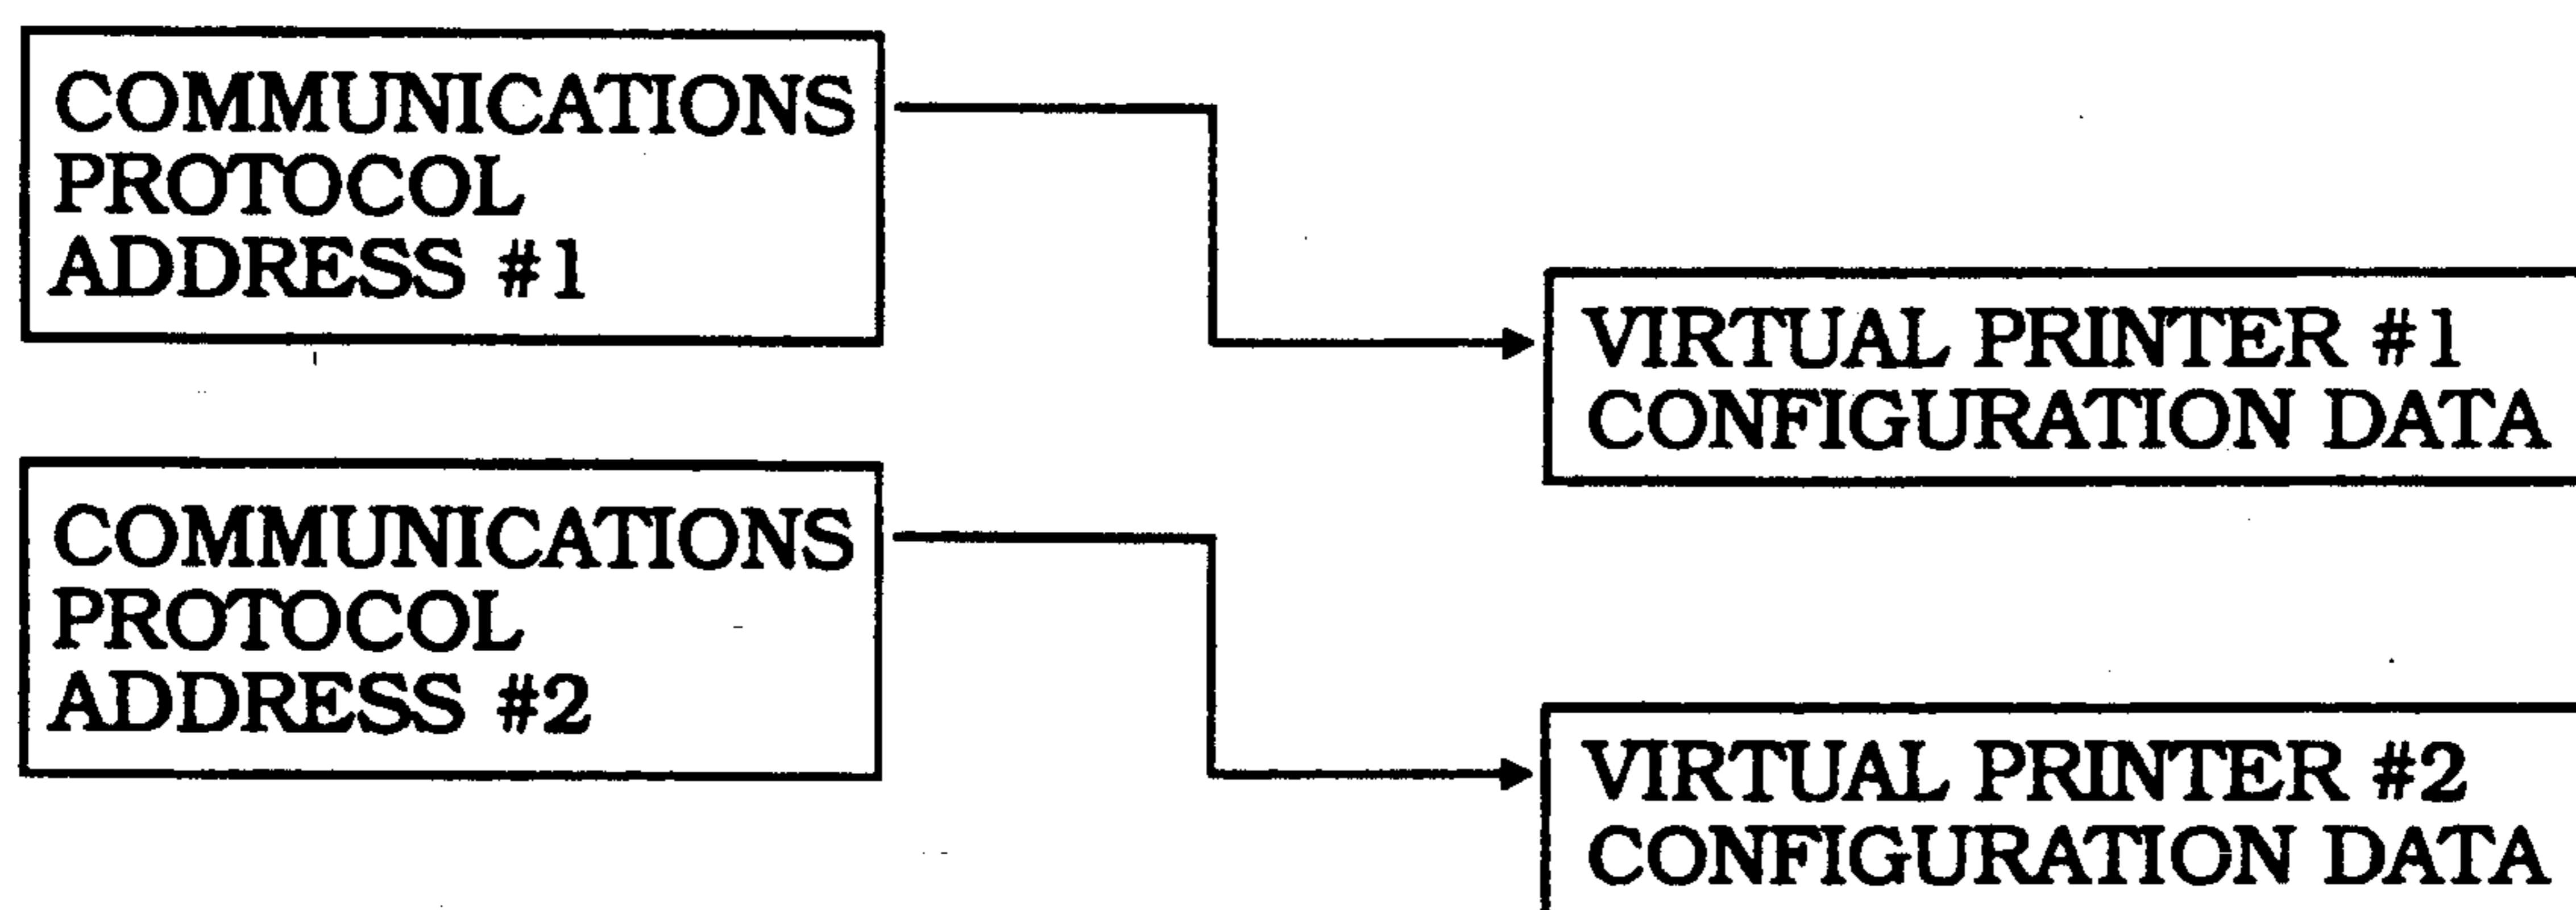 COMMUNICATIONS
PROTOCOL
ADDRESS #1
VIRTUAL PRINTER #1
CONFIGURATION DATA
COMMUNICATIONS
PROTOCOL
ADDRESS #2
VIRTUAL PRINTER #2
CONFIGURATION DATA